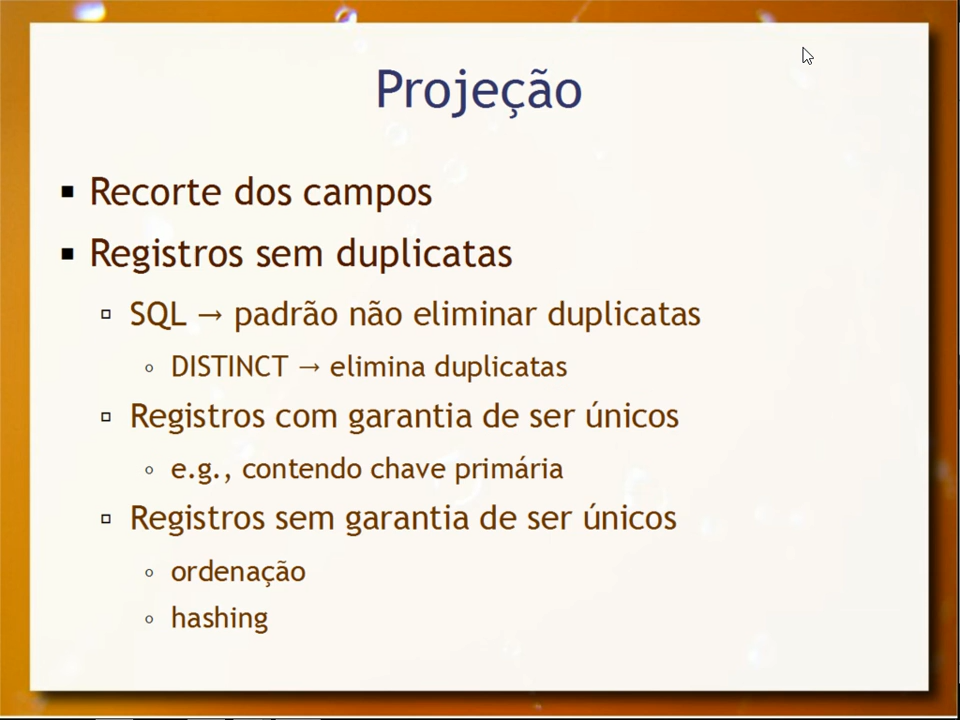 Projeção
Recorte dos campos
Registros sem duplicatas
SQL → padrão não eliminar duplicatas
DISTINCT → elimina duplicatas
Registros com garantia de ser únicos
e.g., contendo chave primária
Registros sem garantia de ser únicos
ordenação
hashing